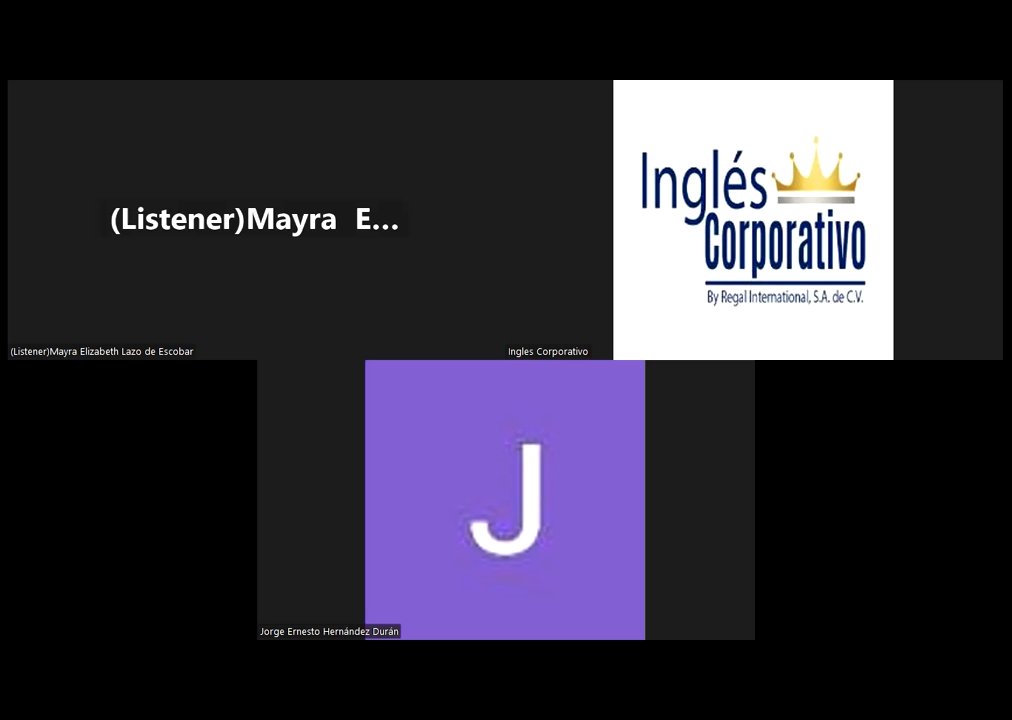 (Listener)Mayra E...
(Listener)Mayra Elizabeth Lazo de Escobar
Inglés
Corporativo
By Regal International, S.A. de C.V.
Ingles Corporativo
J
Jorge Ernesto Hernández Durán